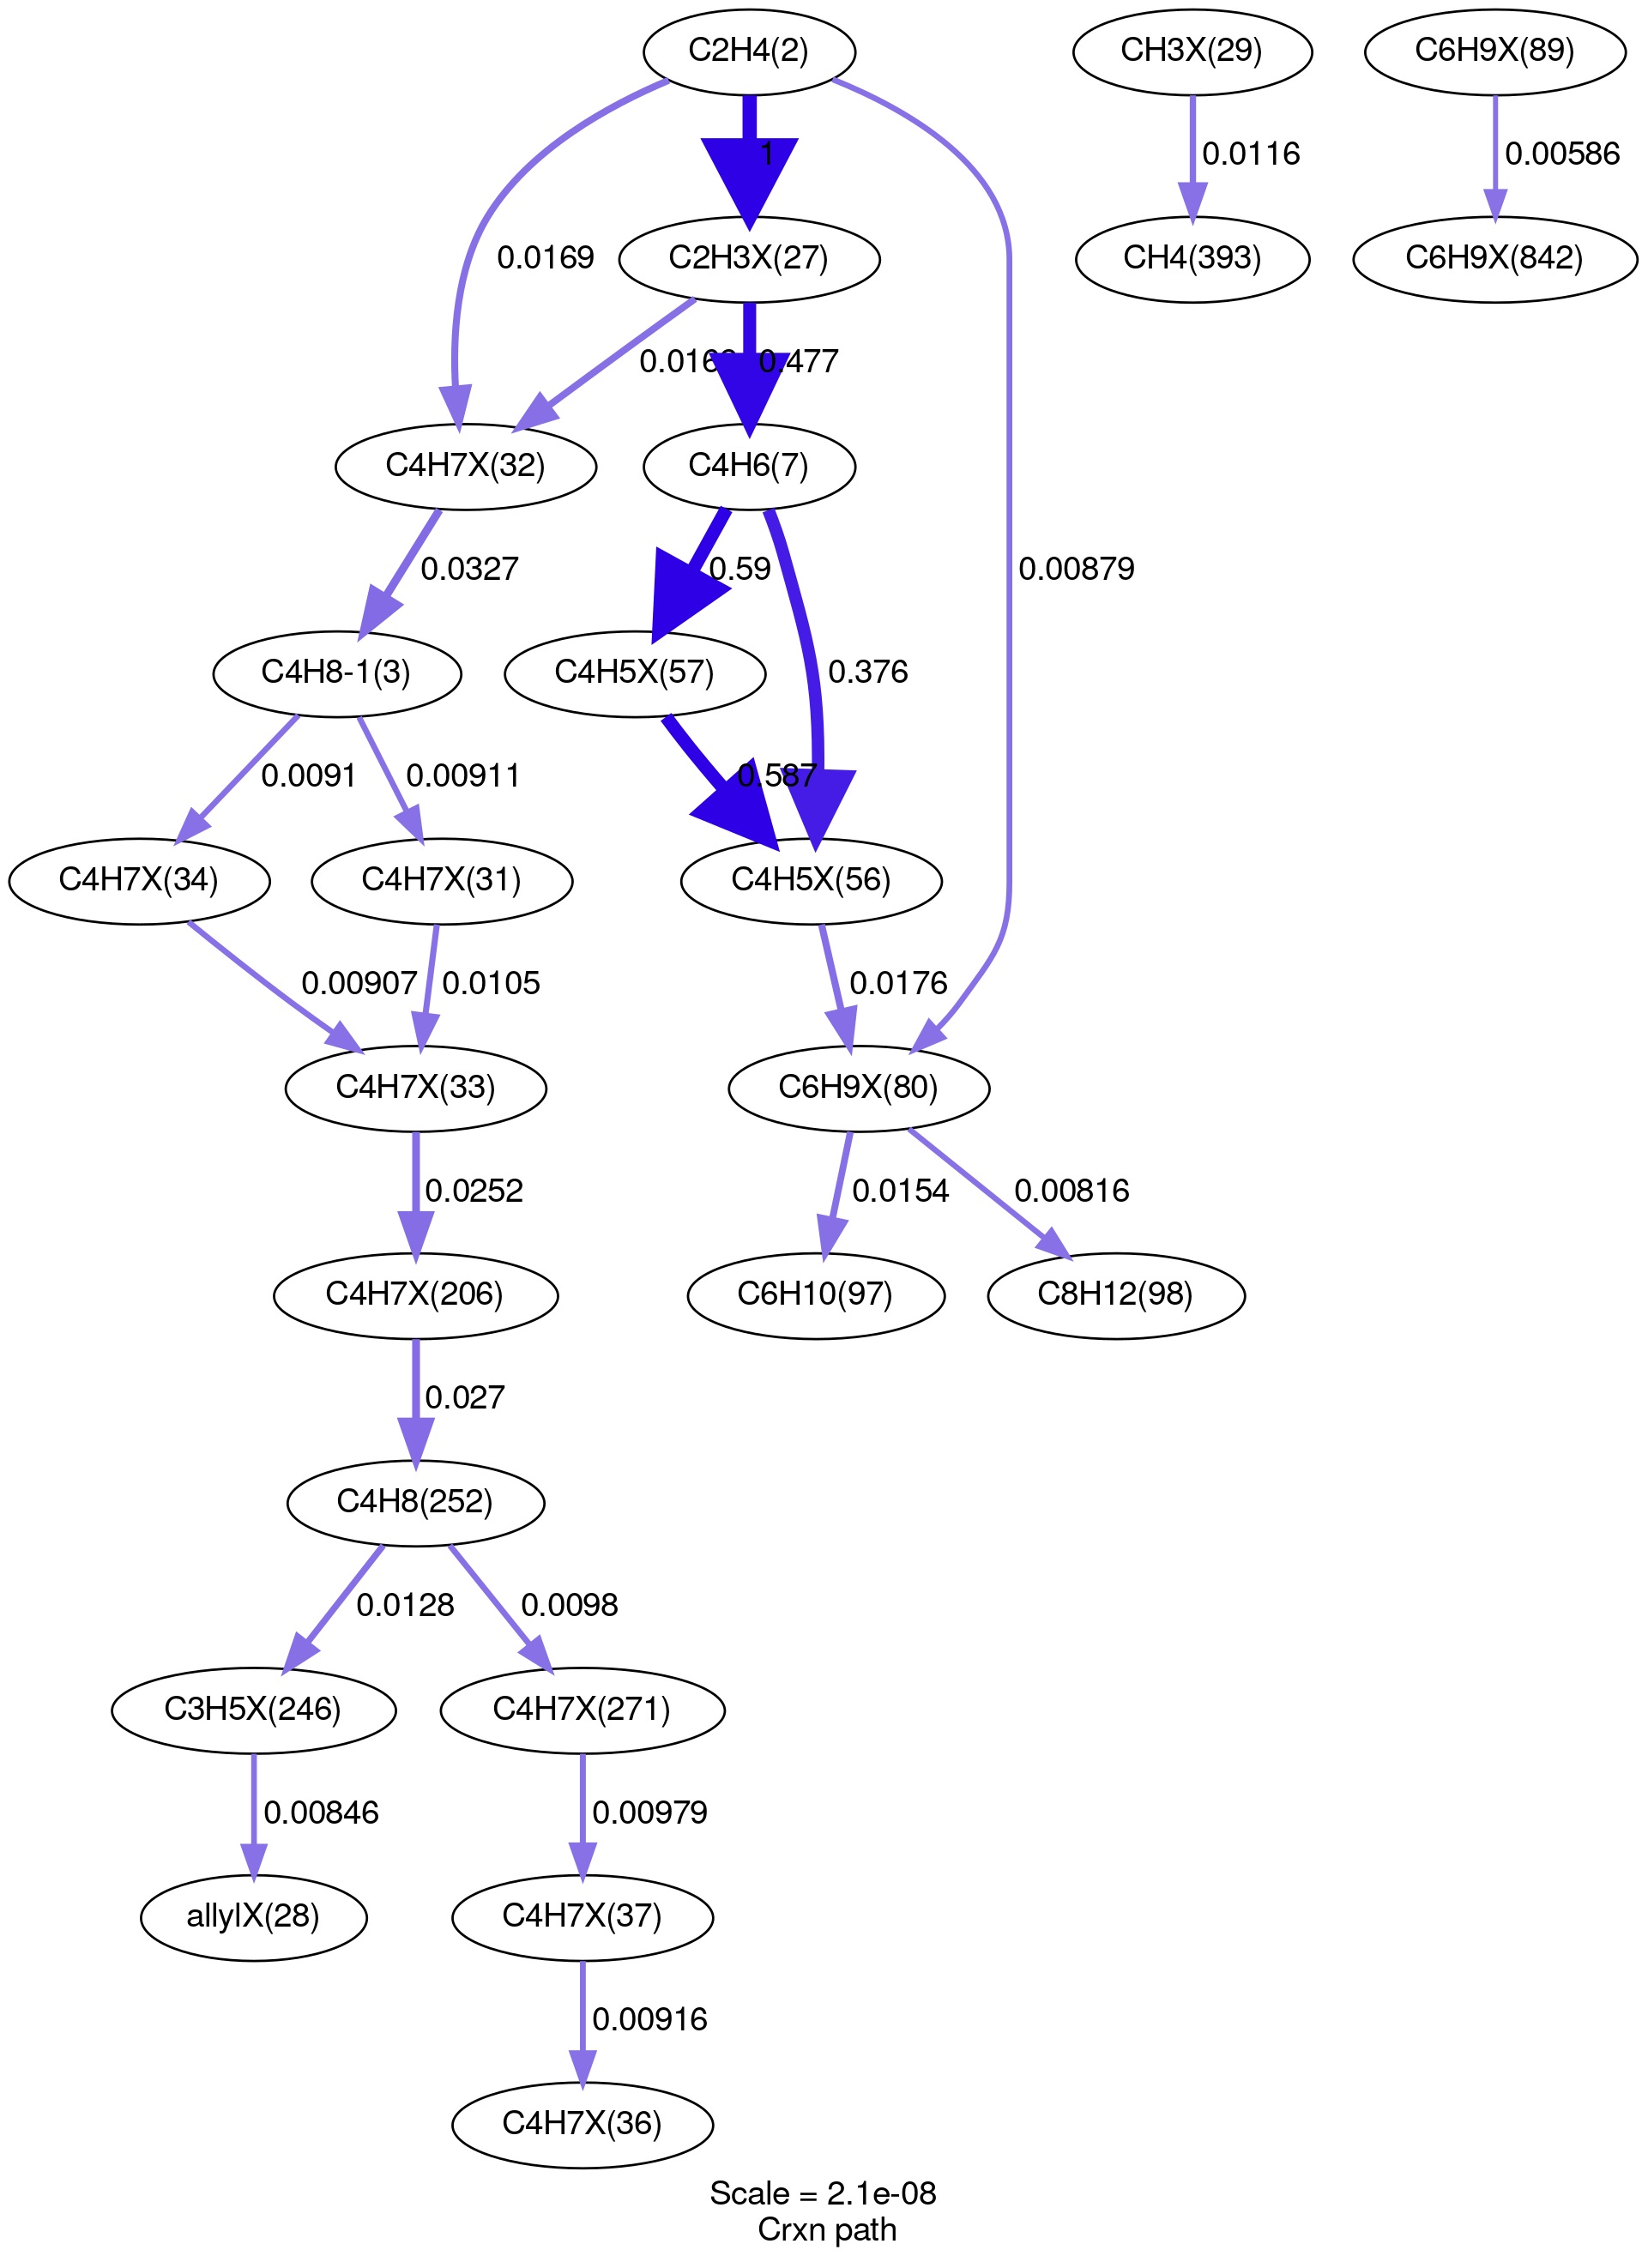 C2H4(2)
CH3X(29)
C6H9X(89)
1
0.0116
0.00586
0.0169
C2H3X(27)
CH4(393)
C6H9X(842)
0.477
C4H7X(32)
C4H6(7)
0.0327
0.59
0.00879
C4H8-1(3)
C4H5X(57)
0.376
0.0091
0.00911
0.587
C4H7X(34)
C4H7X(31)
C4H5X(56)
0.00907
0.0105
0.0176
C4H7X(33)
C6H9X(80)
0.0252
0.0154
0.00816
C4H7X(206)
C6H10(97)
C8H12(98)
0.027
C4H8(252)
0.0128
0.0098
C3H5X(246)
C4H7X(271)
0.00846
0.00979
allylX(28)
C4H7X(37)
0.00916
C4H7X(36)
Scale = 2.1e-08
Crxn path